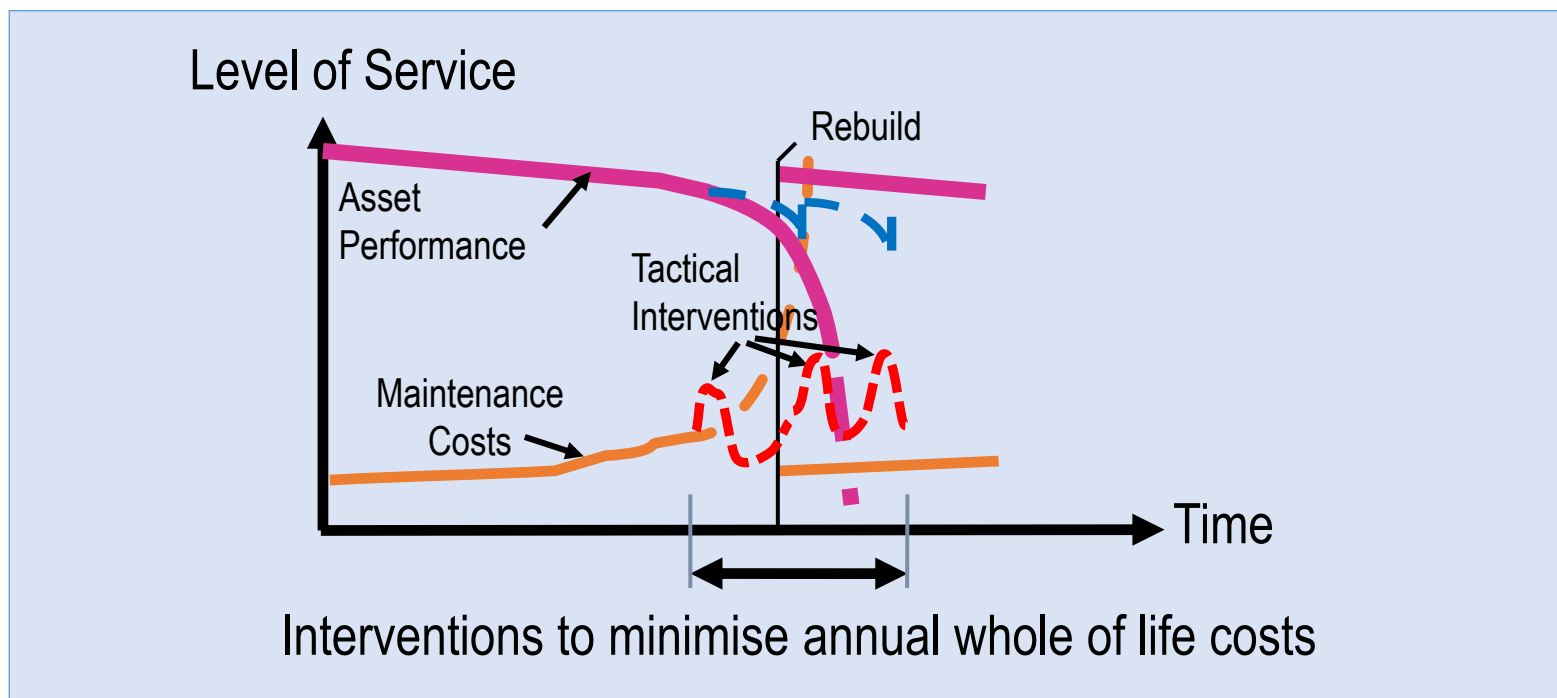 Level of Service
Rebuild
Asset
Performance
Tactical
Interventions
Maintenance
Costs
Time
Interventions to minimise annual whole of life costs